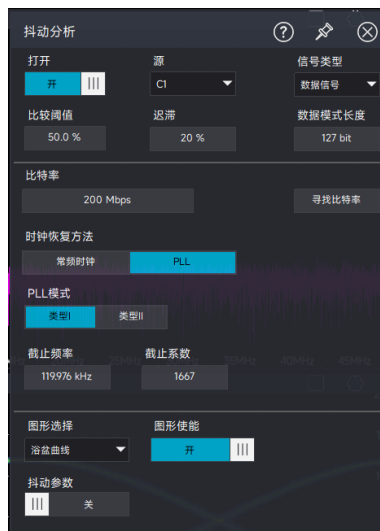 抖动分析
打开 源 信号类型
开 C1 数据信号
比较阈值 迟滞 数据模式长度
50.0 % 20 % 127 bit
比特率
200 Mbps 寻找比特率
时钟恢复方法
常频时钟 PLL
PLL模式
类型I 类型II
截止频率 截止系数
119.976 kHz 1667
35MHz 40MHz 45MHz
图形选择 图形使能
浴盆曲线 开
抖动参数
关